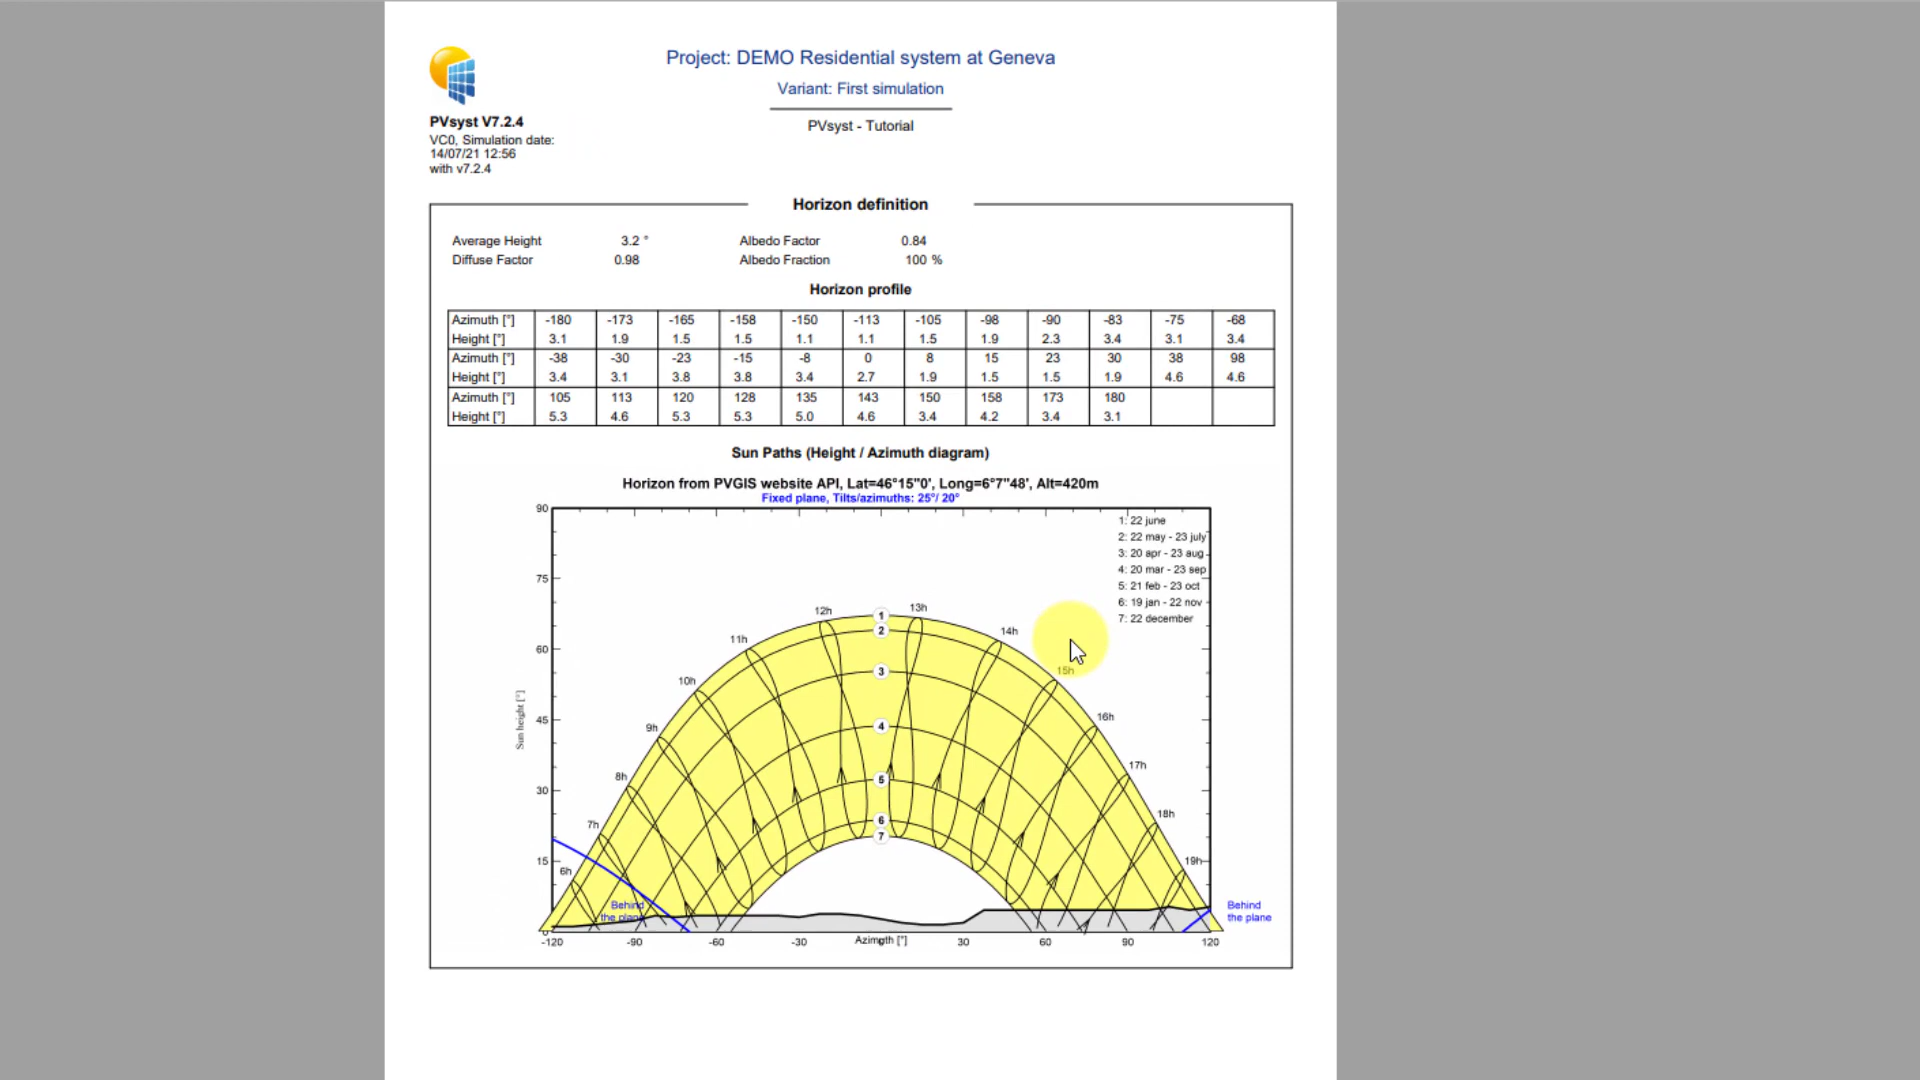 Project: DEMO Residential system at Geneva
Variant: First simulation
PVsyst - Tutorial
PVsyst V7.2.4
VC0, Simulation date:
14/07/21 12:56
with v7.2.4
Horizon definition
Average Height 3.2 ° Albedo Factor 0.84
Diffuse Factor 0.98 Albedo Fraction 100 %
Horizon profile
Azimuth [°] -180 -173 -165 -158 -150 -113 -105 -98 -90 -83 -75 -68
Height [°] 3.1 1.9 1.5 1.5 1.1 1.1 1.5 1.9 2.3 3.4 3.1 3.4
Azimuth [°] -38 -30 -23 -15 -8 0 8 15 23 30 38 98
Height [°] 3.4 3.1 3.8 3.8 3.4 2.7 1.9 1.5 1.5 1.9 4.6 4.6
Azimuth [°] 105 113 120 128 135 143 150 158 173 180
Height [°] 5.3 4.6 5.3 5.3 5.0 4.6 3.4 4.2 3.4 3.1
Sun Paths (Height / Azimuth diagram)
Horizon from PVGIS website API, Lat=46°15"0', Long=6°7"48', Alt=420m
Fixed plane, Tilts/azimuths: 25°/ 20°
1: 22 june
2: 22 may - 23 july
3: 20 apr - 23 aug
4: 20 mar - 23 sep
5: 21 feb - 23 oct
6: 19 jan - 22 nov
7: 22 december
90
75
60
45
30
15
0
Sun height [°]
6h
7h
8h
9h
10h
11h
12h
13h
14h
15h
16h
17h
18h
19h
1
2
3
4
5
6
7
Behind
the plane
Behind
the plane
-120 -90 -60 -30 0 30 60 90 120
Azimuth [°]